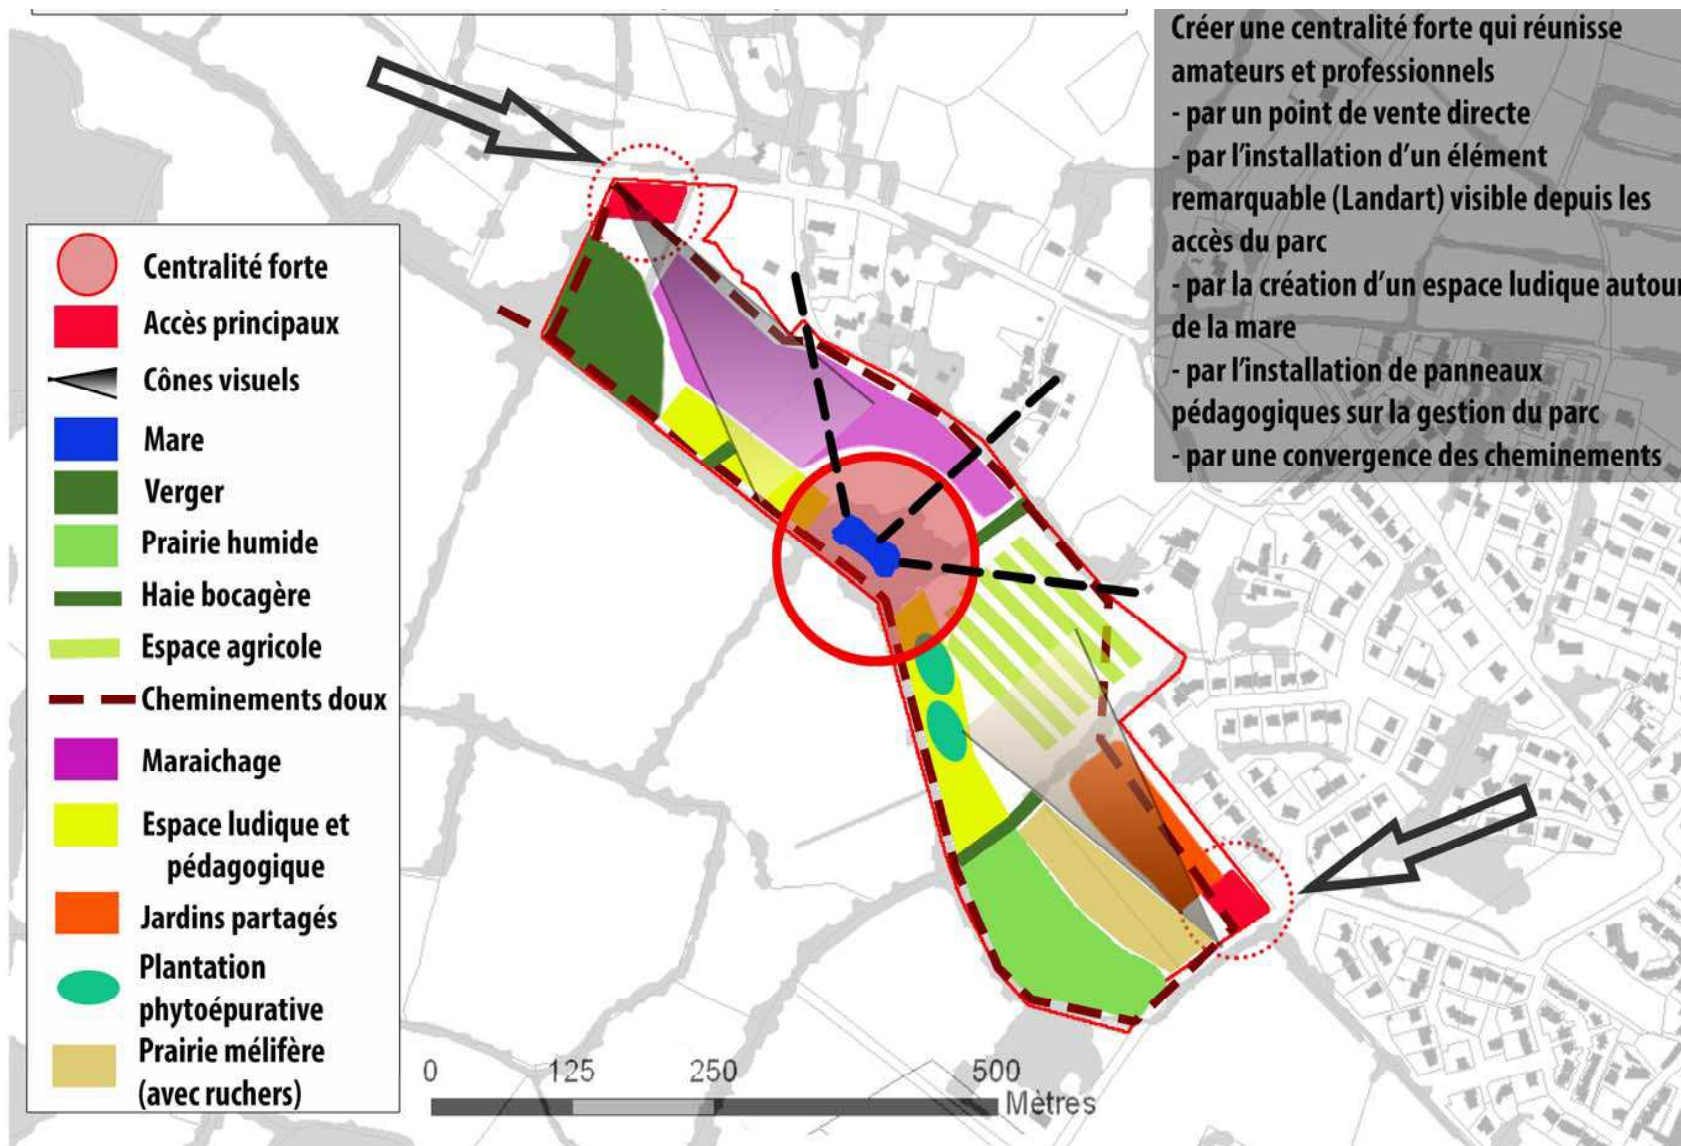 Créer une centralité forte qui réunisse
amateurs et professionnels
- par un point de vente directe
- par l'installation d'un élément
remarquable (Landart) visible depuis les
accès du parc
- par la création d'un espace ludique autour
de la mare
- par l'installation de panneaux
pédagogiques sur la gestion du parc
- par une convergence des cheminements
Centralité forte
Accès principaux
Cônes visuels
Mare
Verger
Prairie humide
Haie bocagère
Espace agricole
Cheminements doux
Maraichage
Espace ludique et
pédagogique
Jardins partagés
Plantation
phytoépurative
Prairie mélifère
(avec ruchers)
0 125 250 500
Mètres